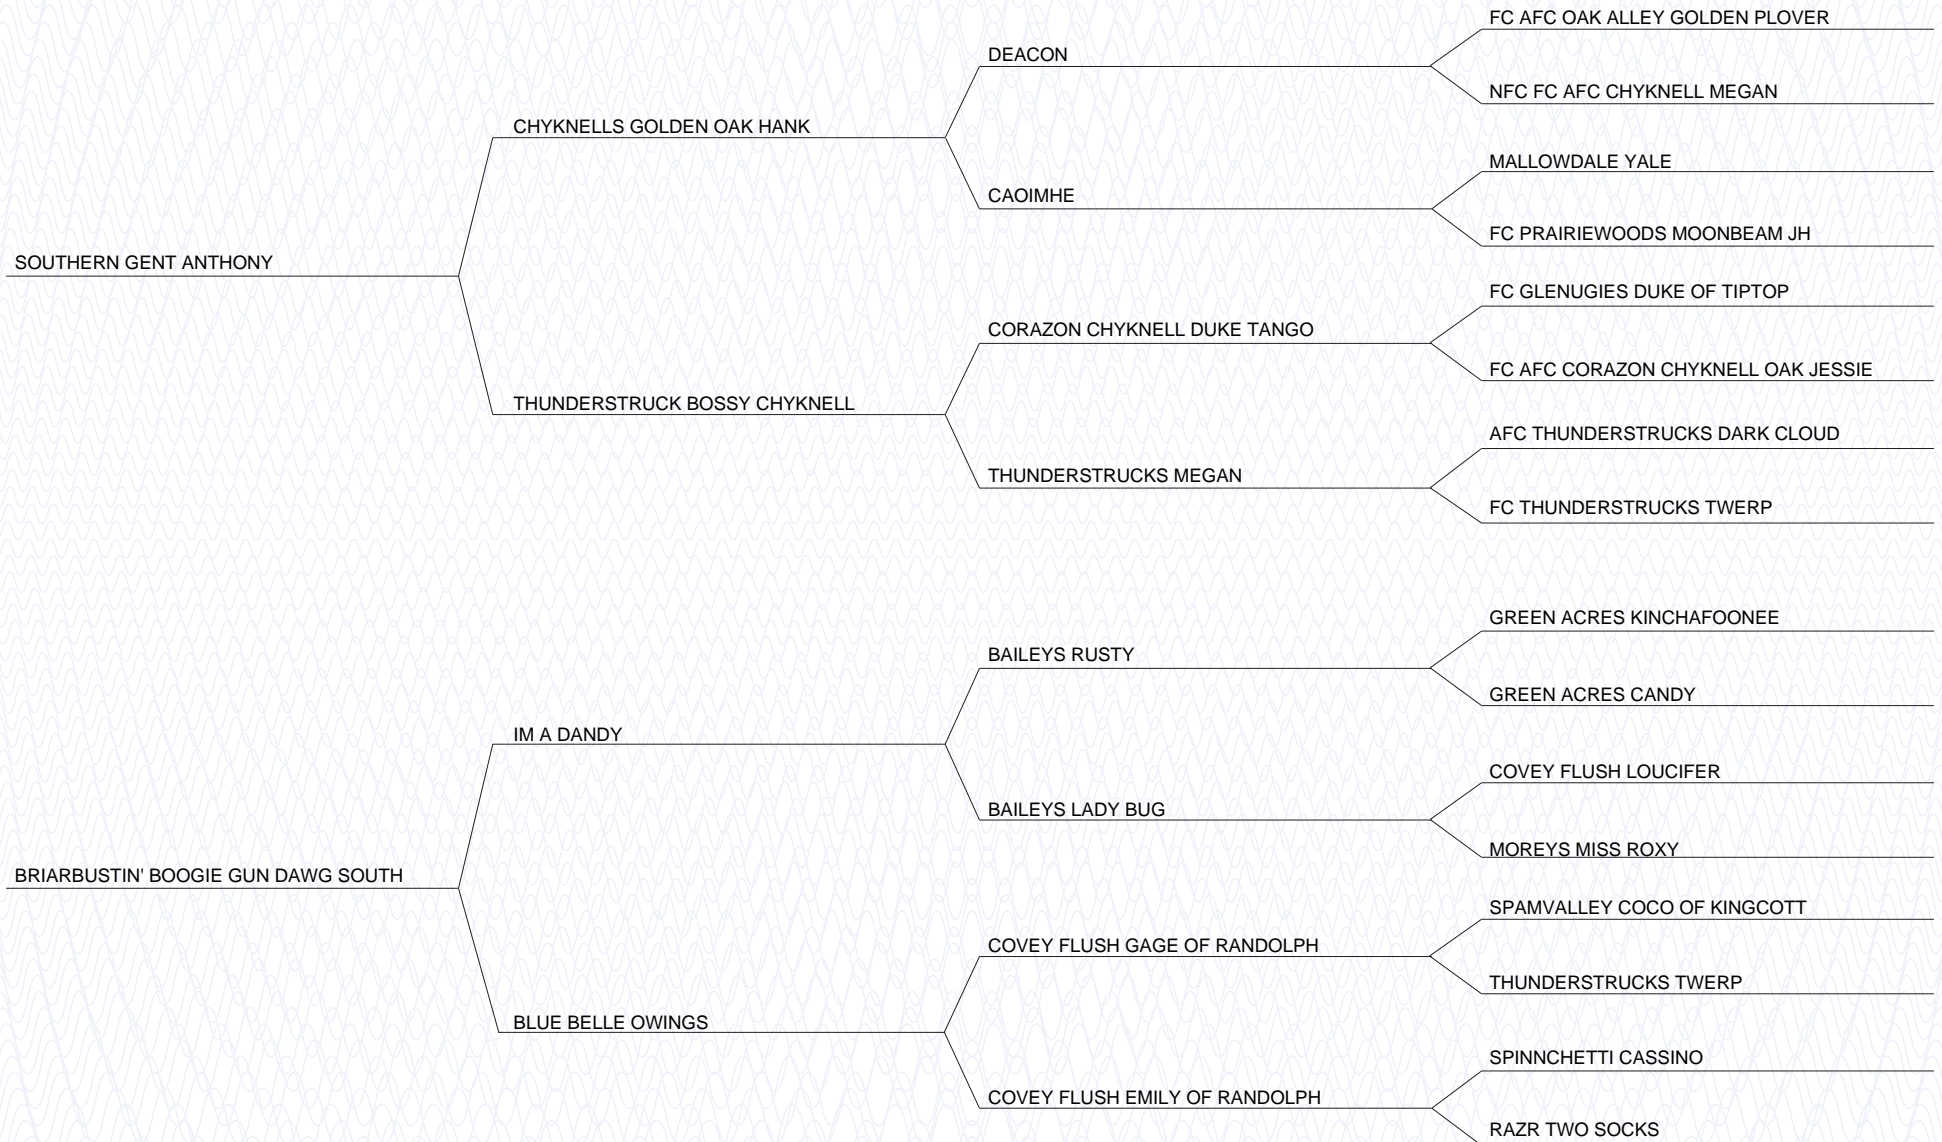 FC AFC OAK ALLEY GOLDEN PLOVER
DEACON
NFC FC AFC CHYKNELL MEGAN
CHYKNELLS GOLDEN OAK HANK
MALLOWDALE YALE
CAOIMHE
FC PRAIRIEWOODS MOONBEAM JH
SOUTHERN GENT ANTHONY
FC GLENUGIES DUKE OF TIPTOP
CORAZON CHYKNELL DUKE TANGO
FC AFC CORAZON CHYKNELL OAK JESSIE
THUNDERSTRUCK BOSSY CHYKNELL
AFC THUNDERSTRUCKS DARK CLOUD
THUNDERSTRUCKS MEGAN
FC THUNDERSTRUCKS TWERP
GREEN ACRES KINCHAFOONEE
BAILEYS RUSTY
GREEN ACRES CANDY
IM A DANDY
COVEY FLUSH LOUCIFER
BAILEYS LADY BUG
MOREYS MISS ROXY
BRIARBUSTIN' BOOGIE GUN DAWG SOUTH
SPAMVALLEY COCO OF KINGCOTT
COVEY FLUSH GAGE OF RANDOLPH
THUNDERSTRUCKS TWERP
BLUE BELLE OWINGS
SPINNCHETTI CASSINO
COVEY FLUSH EMILY OF RANDOLPH
RAZR TWO SOCKS